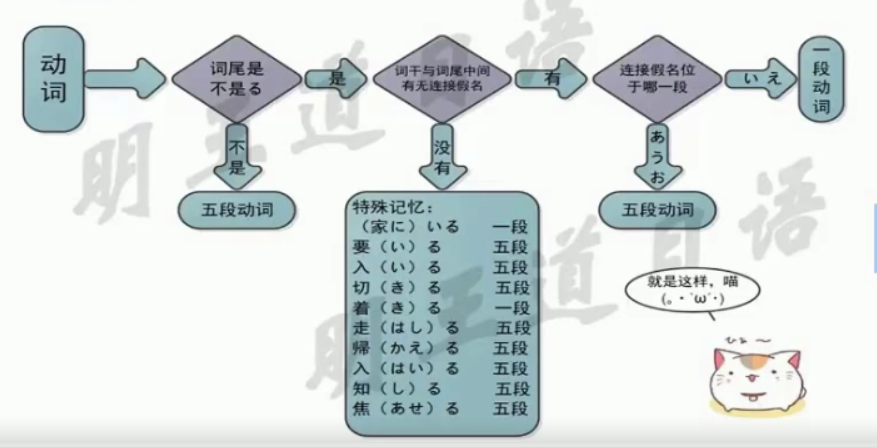 动词
词尾是
不是る
是
词干与词尾中间
有无连接假名
有
连接假名位
于哪一段
いえ
一段动词
不是
没有
あうお
五段动词
特殊记忆：
（家に）いる 一段
要（い）る 五段
入（い）る 五段
切（き）る 五段
着（き）る 一段
走（はし）る 五段
帰（かえ）る 五段
入（はい）る 五段
知（し）る 五段
焦（あせ）る 五段
五段动词
就是这样，喵
(。･`ω´･)
明王道日语
明王道日语